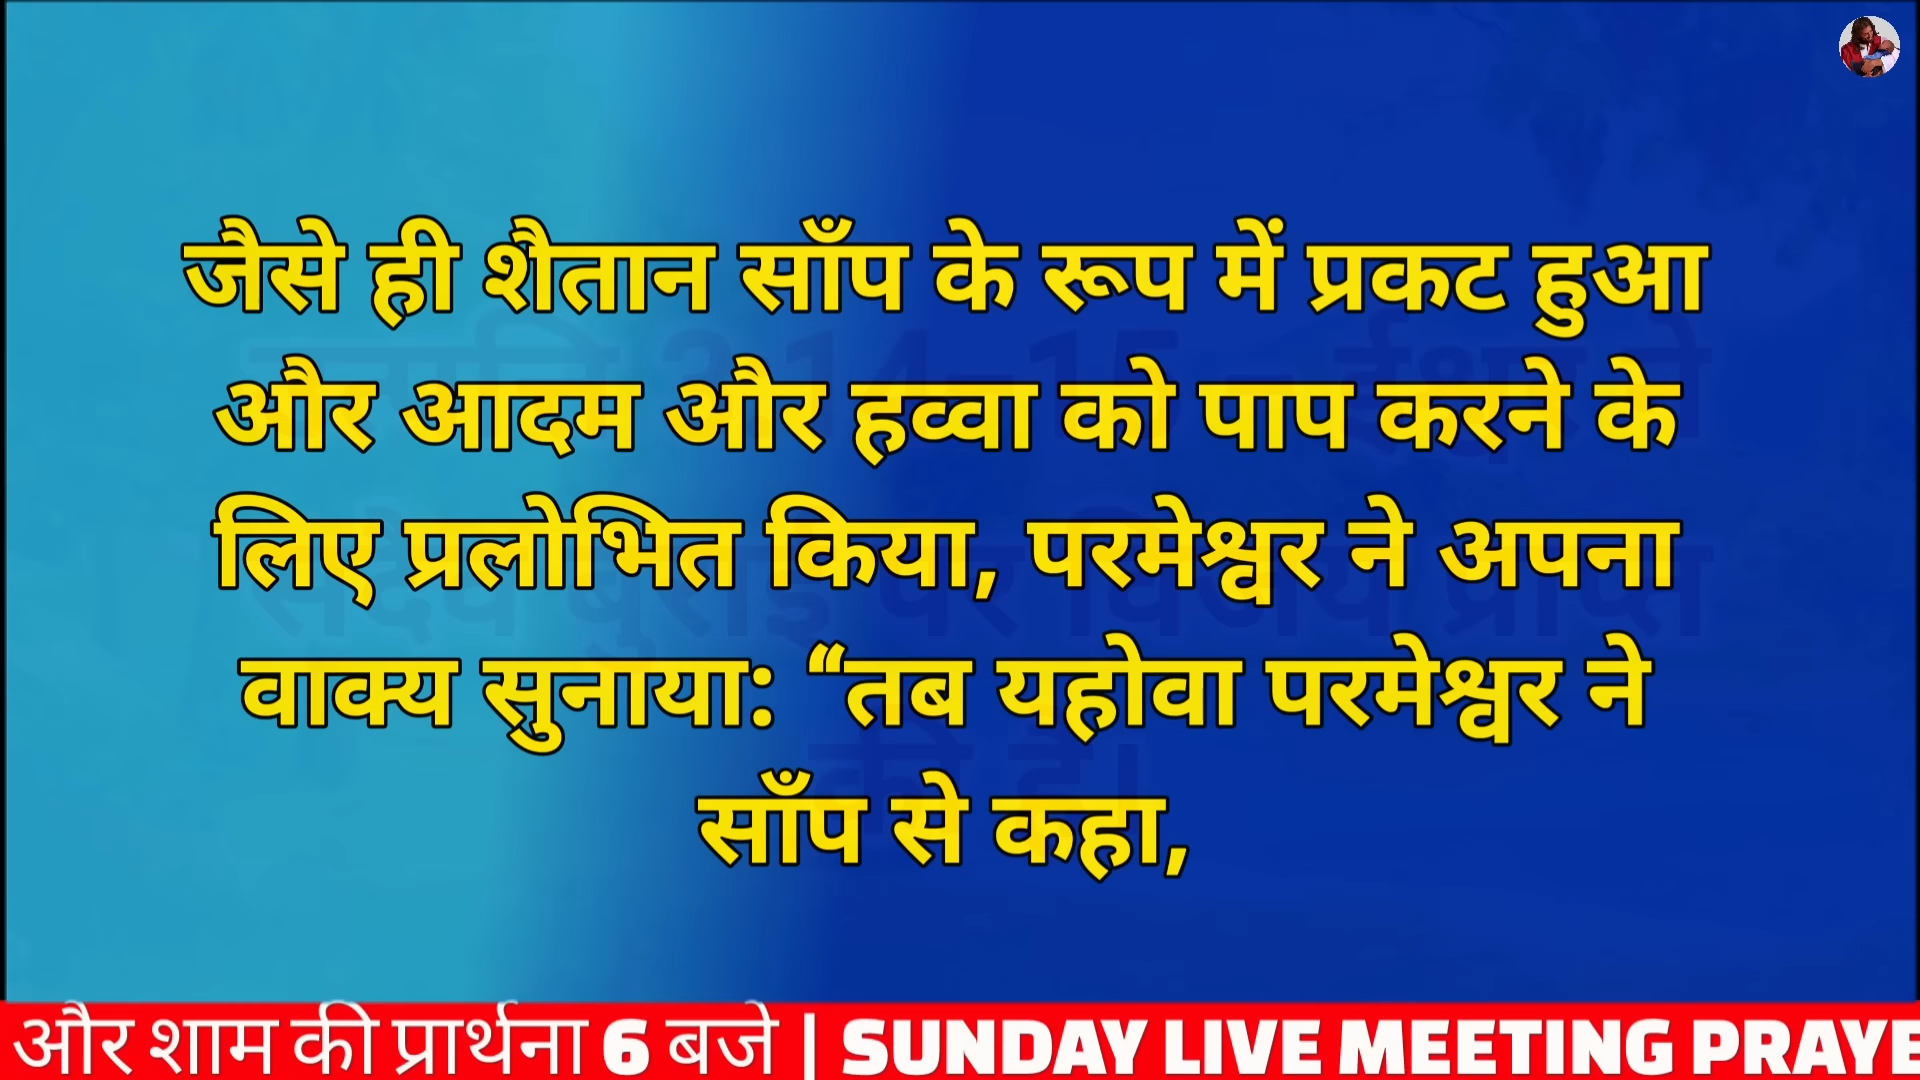 जैसे ही शैतान साँप के रूप में प्रकट हुआ
और आदम और हव्वा को पाप करने के
लिए प्रलोभित किया, परमेश्वर ने अपना
वाक्य सुनाया: “तब यहोवा परमेश्वर ने
साँप से कहा,
और शाम की प्रार्थना 6 बजे | SUNDAY LIVE MEETING PRAYE